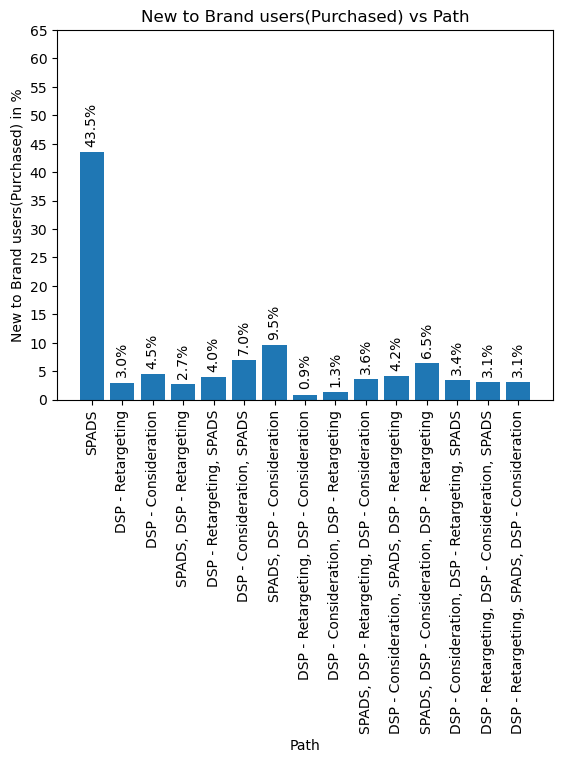 New to Brand users(Purchased) vs Path
New to Brand users(Purchased) in %
65
60
55
50
45
40
35
30
25
20
15
10
5
0
43.5%
3.0%
4.5%
2.7%
4.0%
7.0%
9.5%
0.9%
1.3%
3.6%
4.2%
6.5%
3.4%
3.1%
3.1%
SPADS
DSP - Retargeting
DSP - Consideration
SPADS, DSP - Retargeting
DSP - Retargeting, SPADS
DSP - Consideration, SPADS
SPADS, DSP - Consideration
DSP - Retargeting, DSP - Consideration
DSP - Consideration, DSP - Retargeting
SPADS, DSP - Retargeting, DSP - Consideration
DSP - Consideration, SPADS, DSP - Retargeting
SPADS, DSP - Consideration, DSP - Retargeting
DSP - Consideration, DSP - Retargeting, SPADS
DSP - Retargeting, DSP - Consideration, SPADS
DSP - Retargeting, SPADS, DSP - Consideration
Path